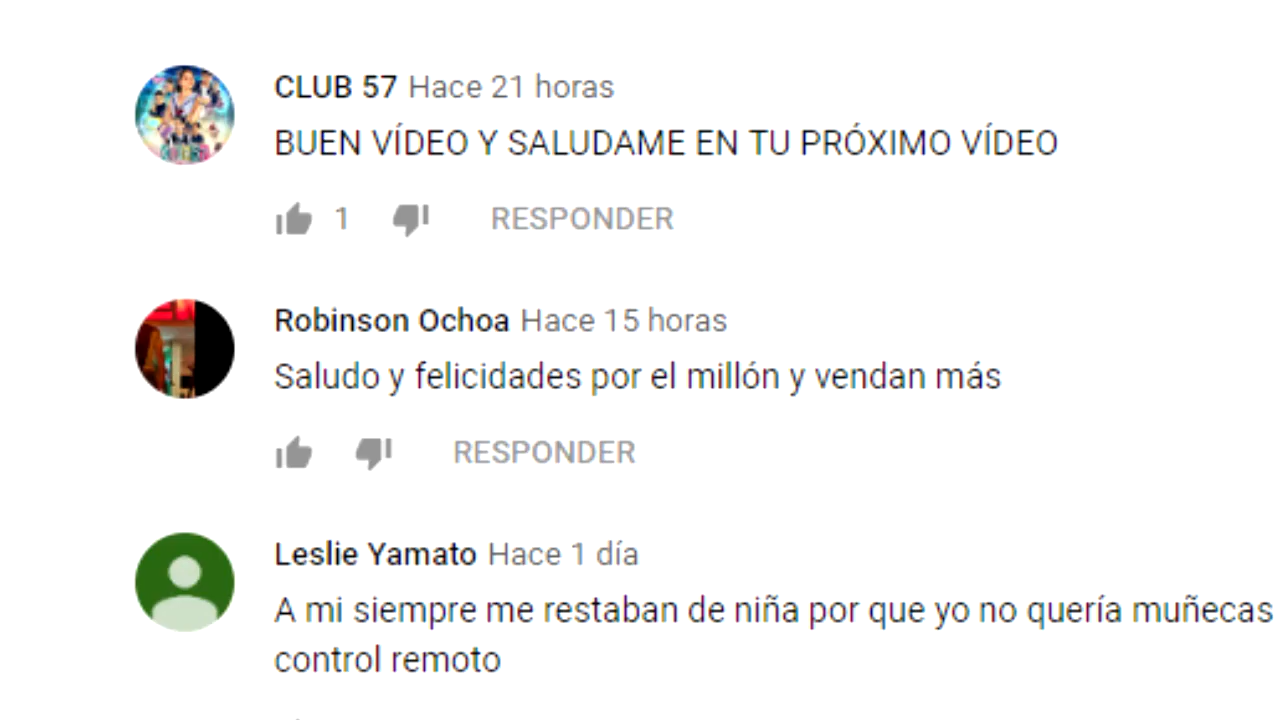 CLUB 57 Hace 21 horas
BUEN VÍDEO Y SALUDAME EN TU PRÓXIMO VÍDEO
1 RESPONDER
Robinson Ochoa Hace 15 horas
Saludo y felicidades por el millón y vendan más
RESPONDER
Leslie Yamato Hace 1 día
A mi siempre me restaban de niña por que yo no quería muñecas
control remoto